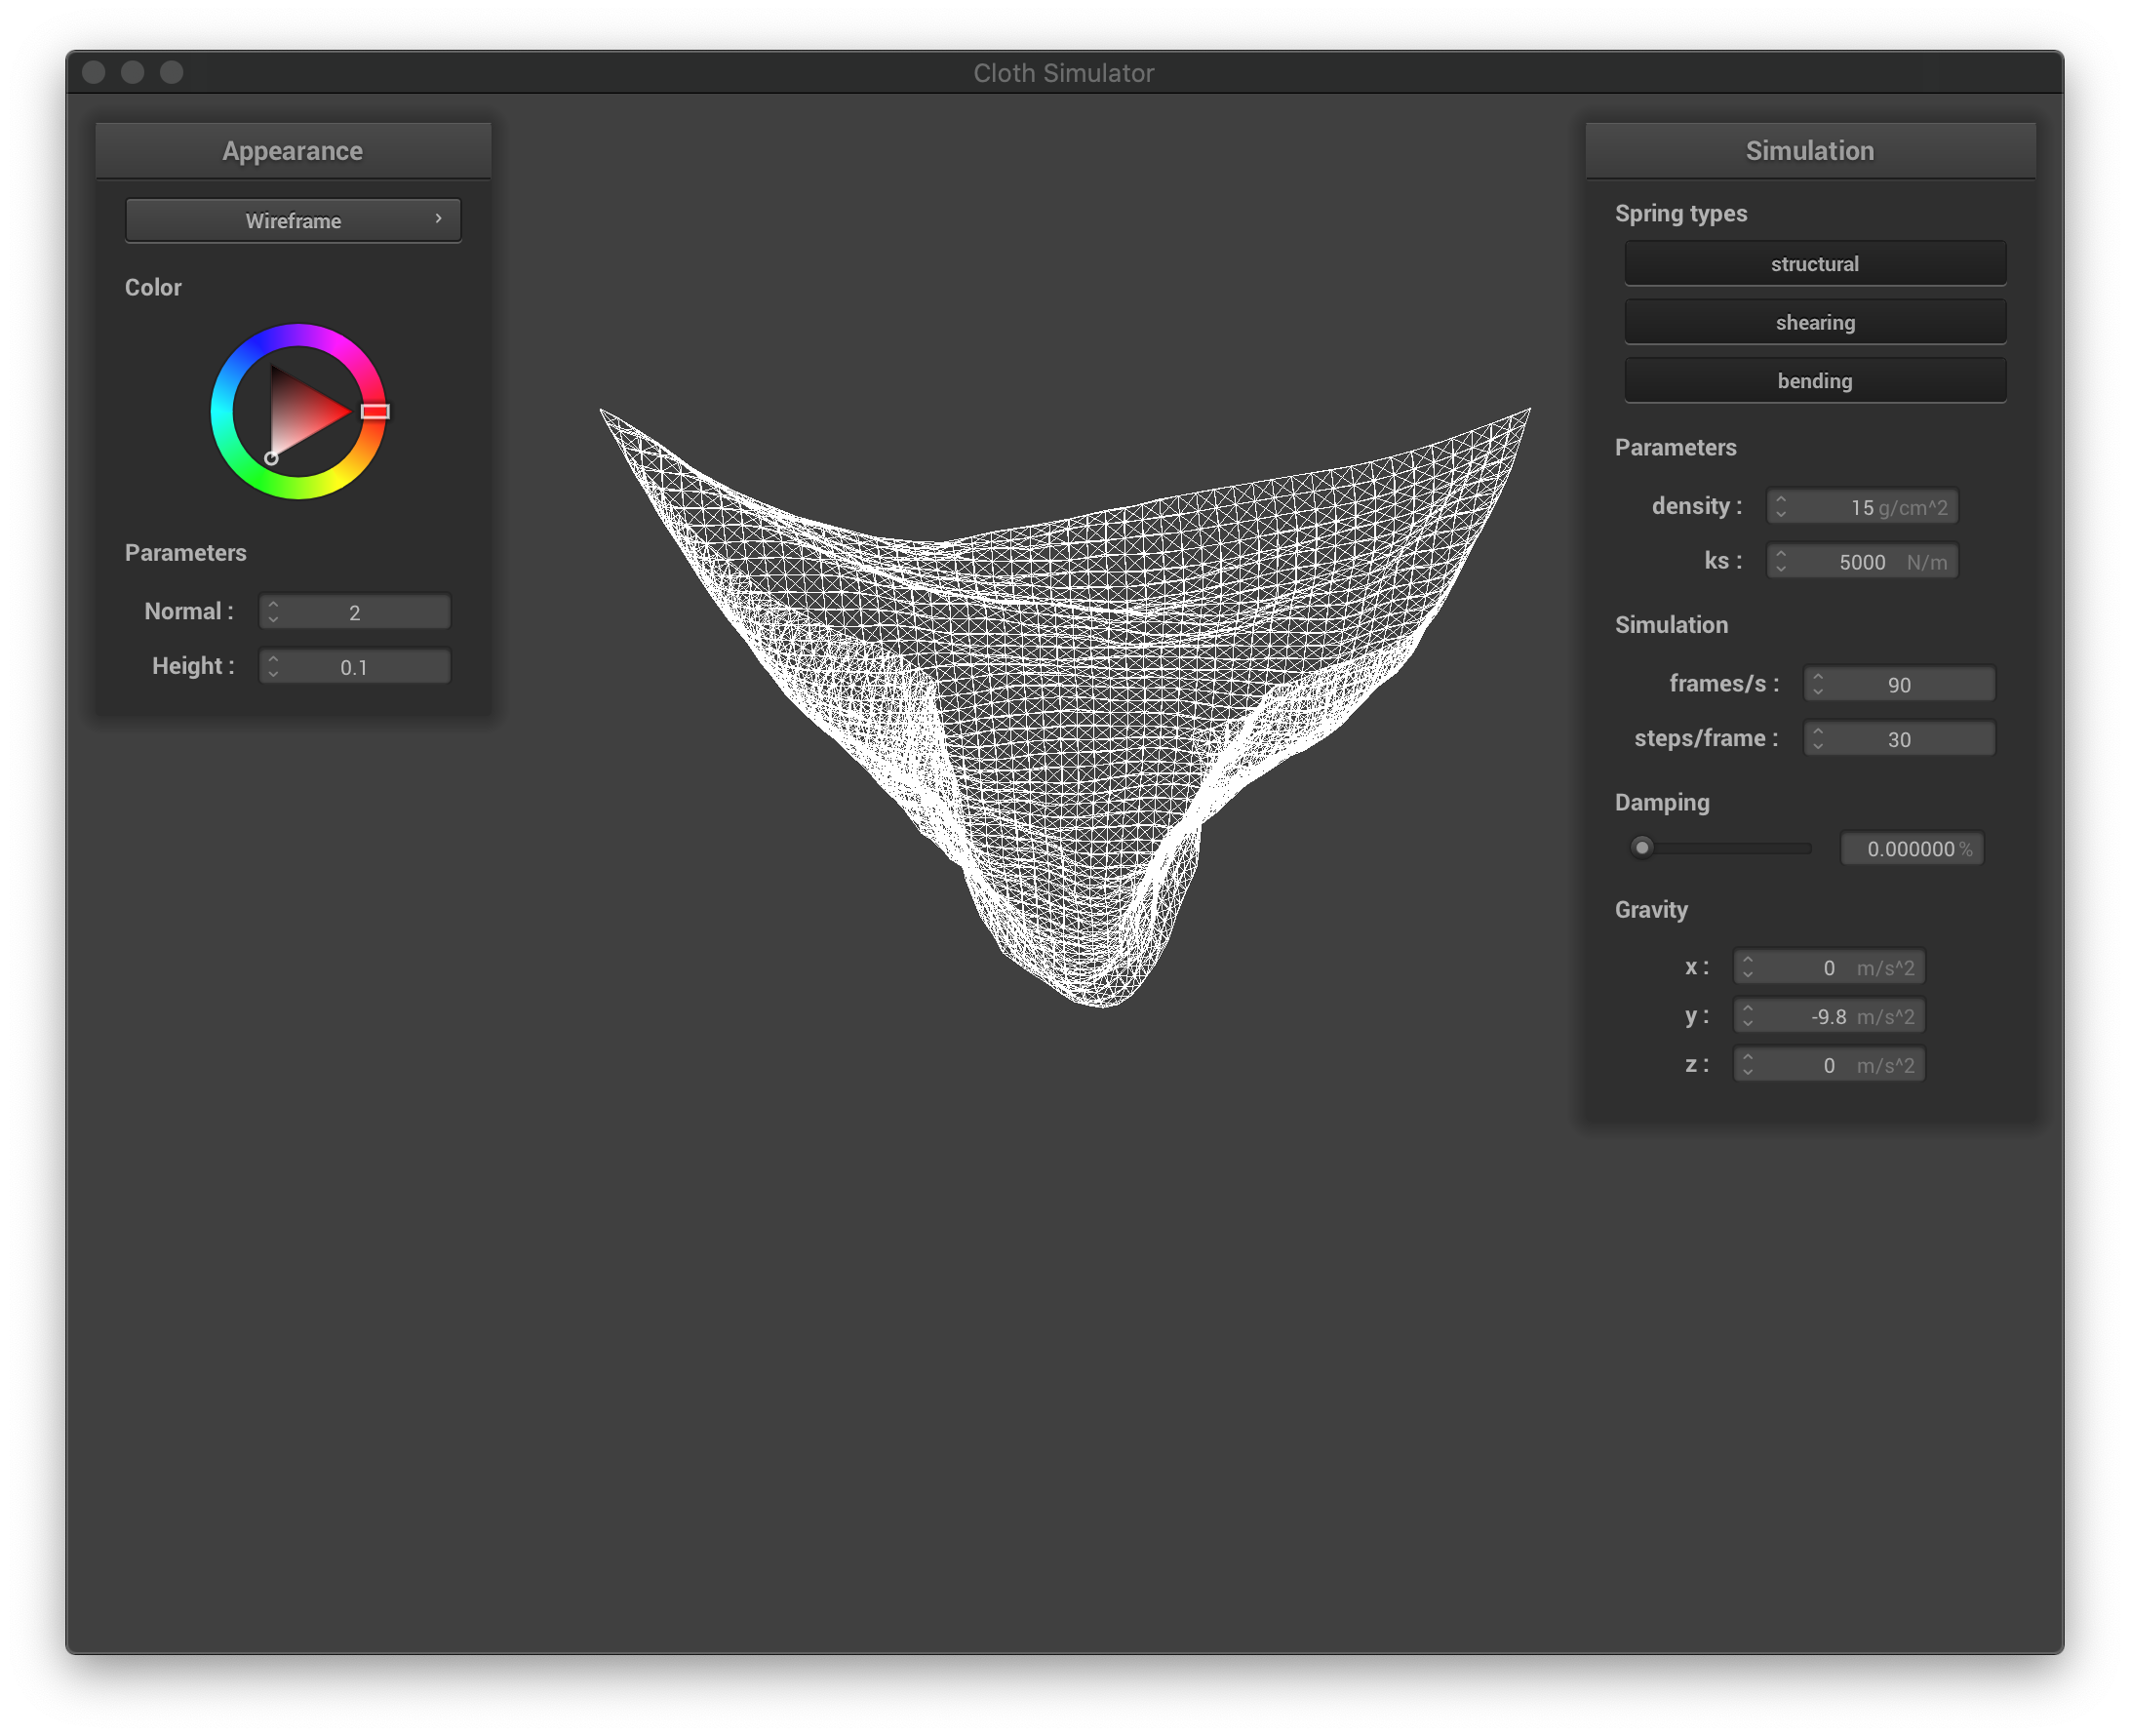 Cloth Simulator
Appearance
Wireframe
Color
Parameters
Normal : 2
Height : 0.1
Simulation
Spring types
structural
shearing
bending
Parameters
density : 15 g/cm^2
ks : 5000 N/m
Simulation
frames/s : 90
steps/frame : 30
Damping
0.000000 %
Gravity
x : 0 m/s^2
y : -9.8 m/s^2
z : 0 m/s^2